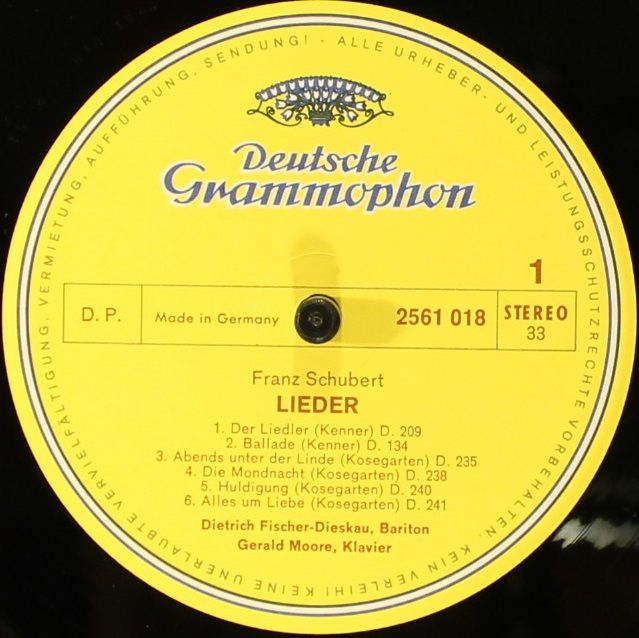 ALLE URHEBER- UND LEISTUNGSSCHUTZRECHTE VORBEHALTEN. KEIN VERLEIH! KEINE UNERLAUBTE VERVIELFÄLTIGUNG, VERMIETUNG, AUFFÜHRUNG, SENDUNG! ·
Deutsche
Grammophon
1
D. P.
Made in Germany
2561 018
STEREO
33
Franz Schubert
LIEDER
1. Der Liedler (Kenner) D. 209
2. Ballade (Kenner) D. 134
3. Abends unter der Linde (Kosegarten) D. 235
4. Die Mondnacht (Kosegarten) D. 238
5. Huldigung (Kosegarten) D. 240
6. Alles um Liebe (Kosegarten) D. 241
Dietrich Fischer-Dieskau, Bariton
Gerald Moore, Klavier